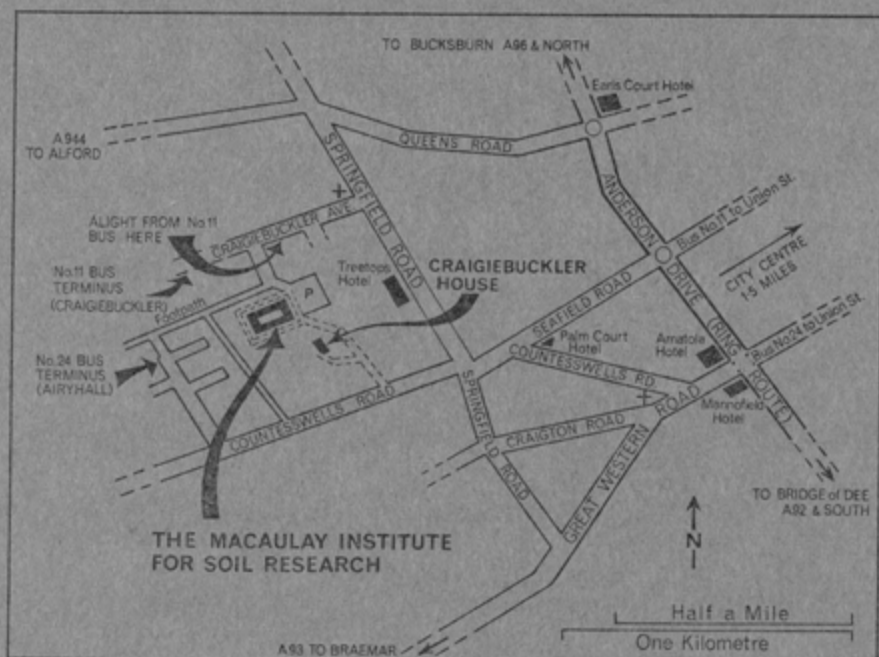 TO BUCKSBURN A96 & NORTH
Earls Court Hotel
A944
TO ALFORD
QUEENS ROAD
SPRINGFIELD ROAD
ANDERSON DRIVE (RING ROUTE)
Bus No.11 to Union St.
ALIGHT FROM No.11
BUS HERE
CRAIGIEBUCKLER AVE.
CITY CENTRE
1·5 MILES
No.11 BUS
TERMINUS
(CRAIGIEBUCKLER)
Footpath
P
Treetops
Hotel
CRAIGIEBUCKLER
HOUSE
SEAFIELD ROAD
Palm Court
Hotel
Amatole
Hotel
Bus No.24 to Union St.
No.24 BUS
TERMINUS
(AIRYHALL)
COUNTESSWELLS RD
COUNTESSWELLS ROAD
SPRINGFIELD ROAD
CRAIGTON ROAD
GREAT WESTERN ROAD
Mannofield
Hotel
TO BRIDGE of DEE
A92 & SOUTH
THE MACAULAY INSTITUTE
FOR SOIL RESEARCH
N
Half a Mile
One Kilometre
A93 TO BRAEMAR